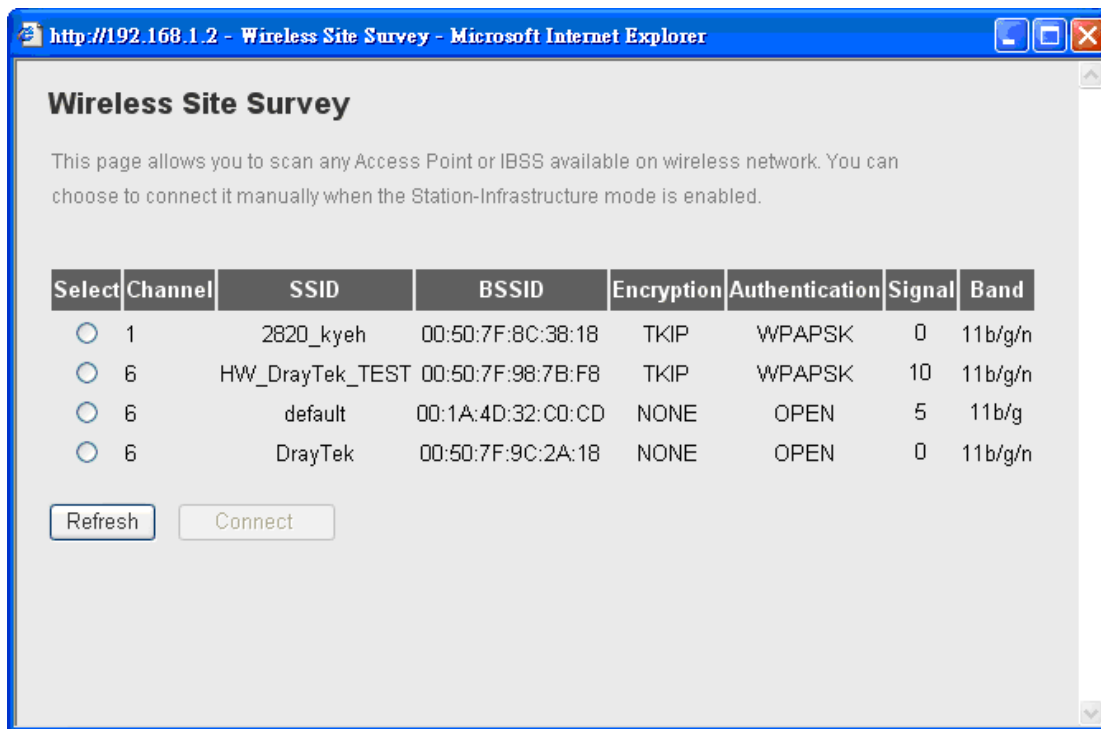 http://192.168.1.2 - Wireless Site Survey - Microsoft Internet Explorer
Wireless Site Survey
This page allows you to scan any Access Point or IBSS available on wireless network. You can
choose to connect it manually when the Station-Infrastructure mode is enabled.
Select Channel SSID BSSID Encryption Authentication Signal Band
1 2820_kyeh 00:50:7F:8C:38:18 TKIP WPAPSK 0 11b/g/n
6 HW_DrayTek_TEST 00:50:7F:98:7B:F8 TKIP WPAPSK 10 11b/g/n
6 default 00:1A:4D:32:C0:CD NONE OPEN 5 11b/g
6 DrayTek 00:50:7F:9C:2A:18 NONE OPEN 0 11b/g/n
Refresh Connect